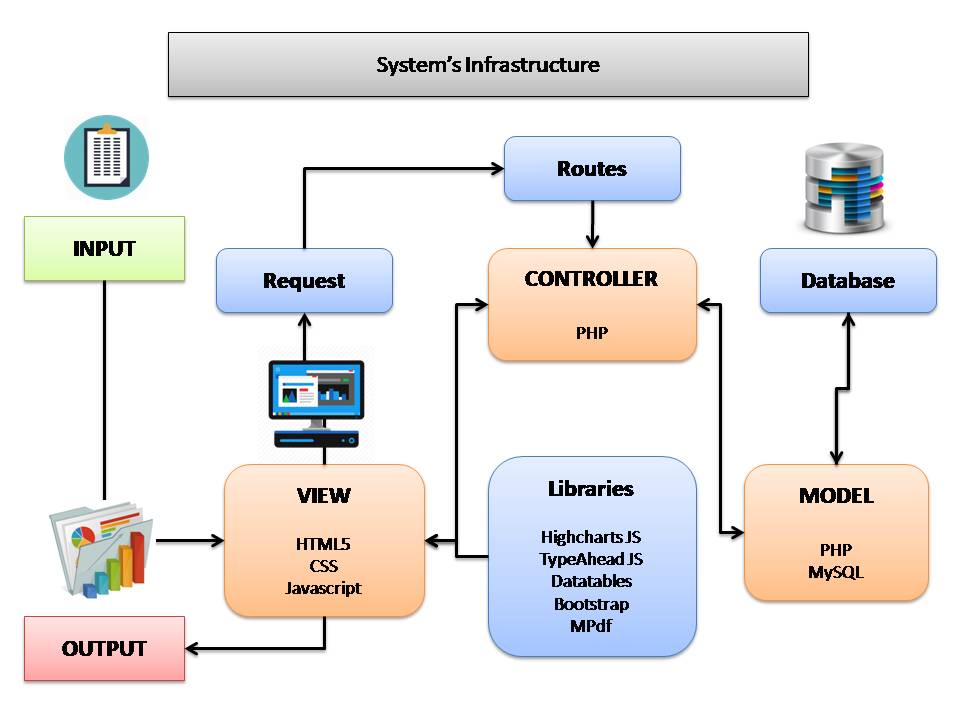 System's Infrastructure
INPUT
Request
Routes
CONTROLLER
PHP
Database
VIEW
HTML5
CSS
Javascript
Libraries
Highcharts JS
TypeAhead JS
Datatables
Bootstrap
MPdf
MODEL
PHP
MySQL
OUTPUT